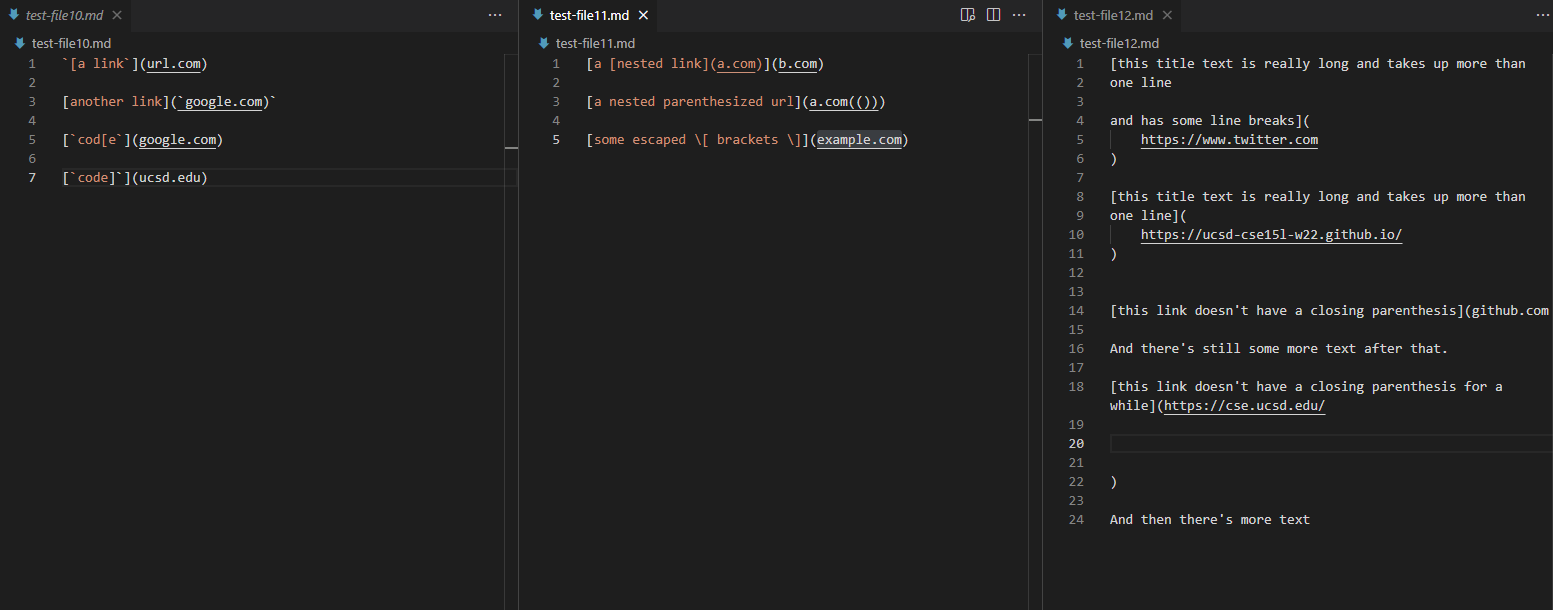 test-file10.md
test-file10.md
1 `[a link`](url.com)
2
3 [another link](`google.com)`
4
5 [`cod[e`](google.com)
6
7 [`code]`](ucsd.edu)
test-file11.md
test-file11.md
1 [a [nested link](a.com)](b.com)
2
3 [a nested parenthesized url](a.com(()))
4
5 [some escaped \[ brackets \]](example.com)
test-file12.md
test-file12.md
1 [this title text is really long and takes up more than
2 one line
3
4 and has some line breaks](
5 https://www.twitter.com
6 )
7
8 [this title text is really long and takes up more than
9 one line](
10 https://ucsd-cse15l-w22.github.io/
11 )
12
13
14 [this link doesn't have a closing parenthesis](github.com
15
16 And there's still some more text after that.
17
18 [this link doesn't have a closing parenthesis for a
while](https://cse.ucsd.edu/
19
20
21
22 )
23
24 And then there's more text